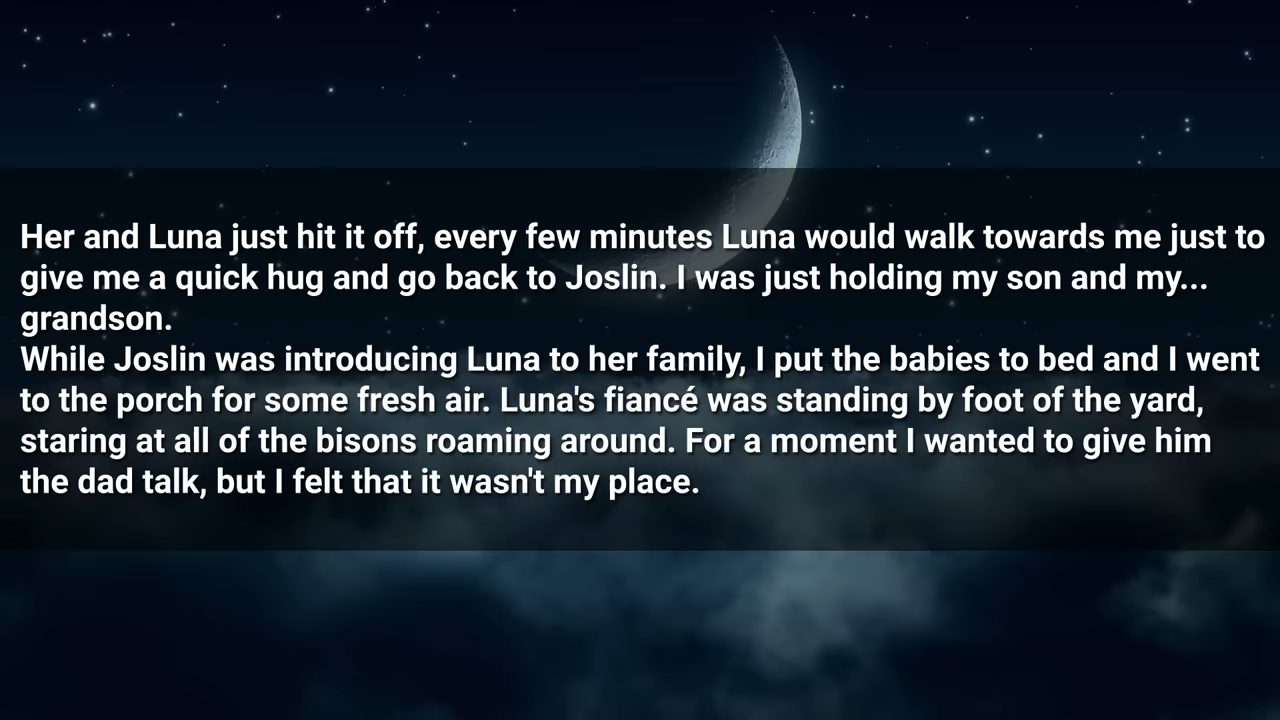 Her and Luna just hit it off, every few minutes Luna would walk towards me just to
give me a quick hug and go back to Joslin. I was just holding my son and my...
grandson.
While Joslin was introducing Luna to her family, I put the babies to bed and I went
to the porch for some fresh air. Luna's fiancé was standing by foot of the yard,
staring at all of the bisons roaming around. For a moment I wanted to give him
the dad talk, but I felt that it wasn't my place.